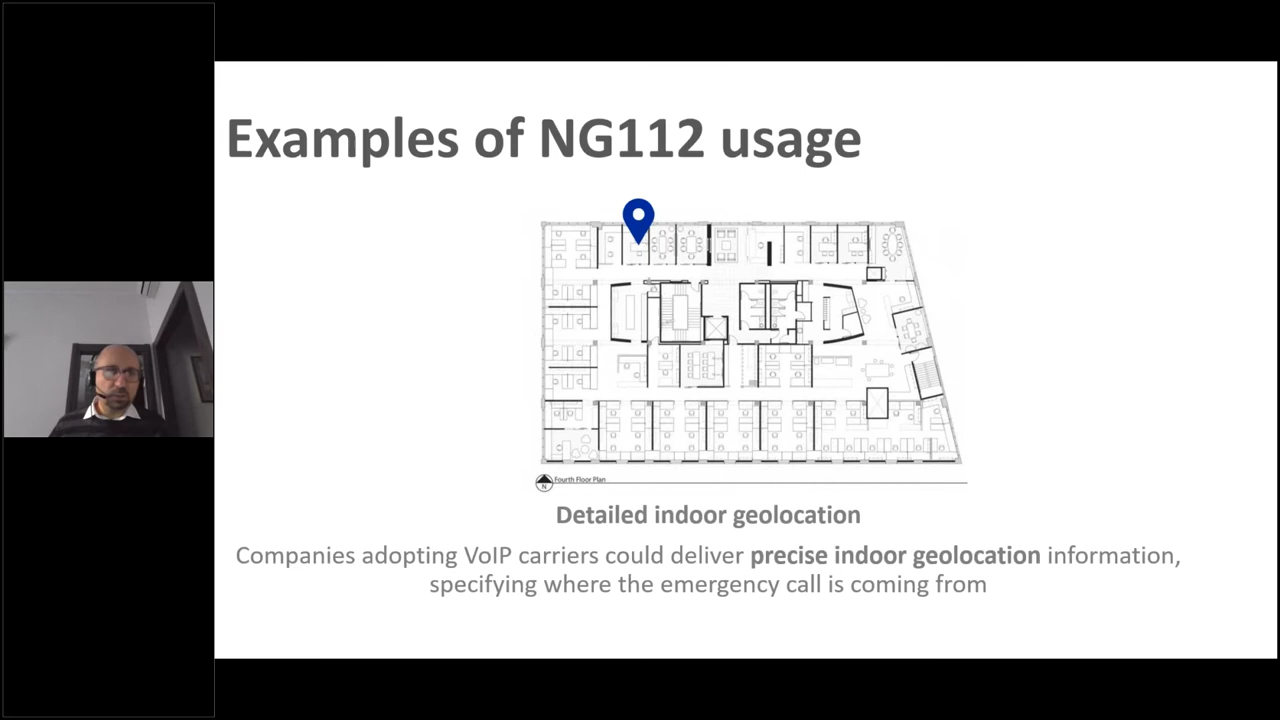 Examples of NG112 usage
N
Fourth Floor Plan
Detailed indoor geolocation
Companies adopting VoIP carriers could deliver precise indoor geolocation information,
specifying where the emergency call is coming from